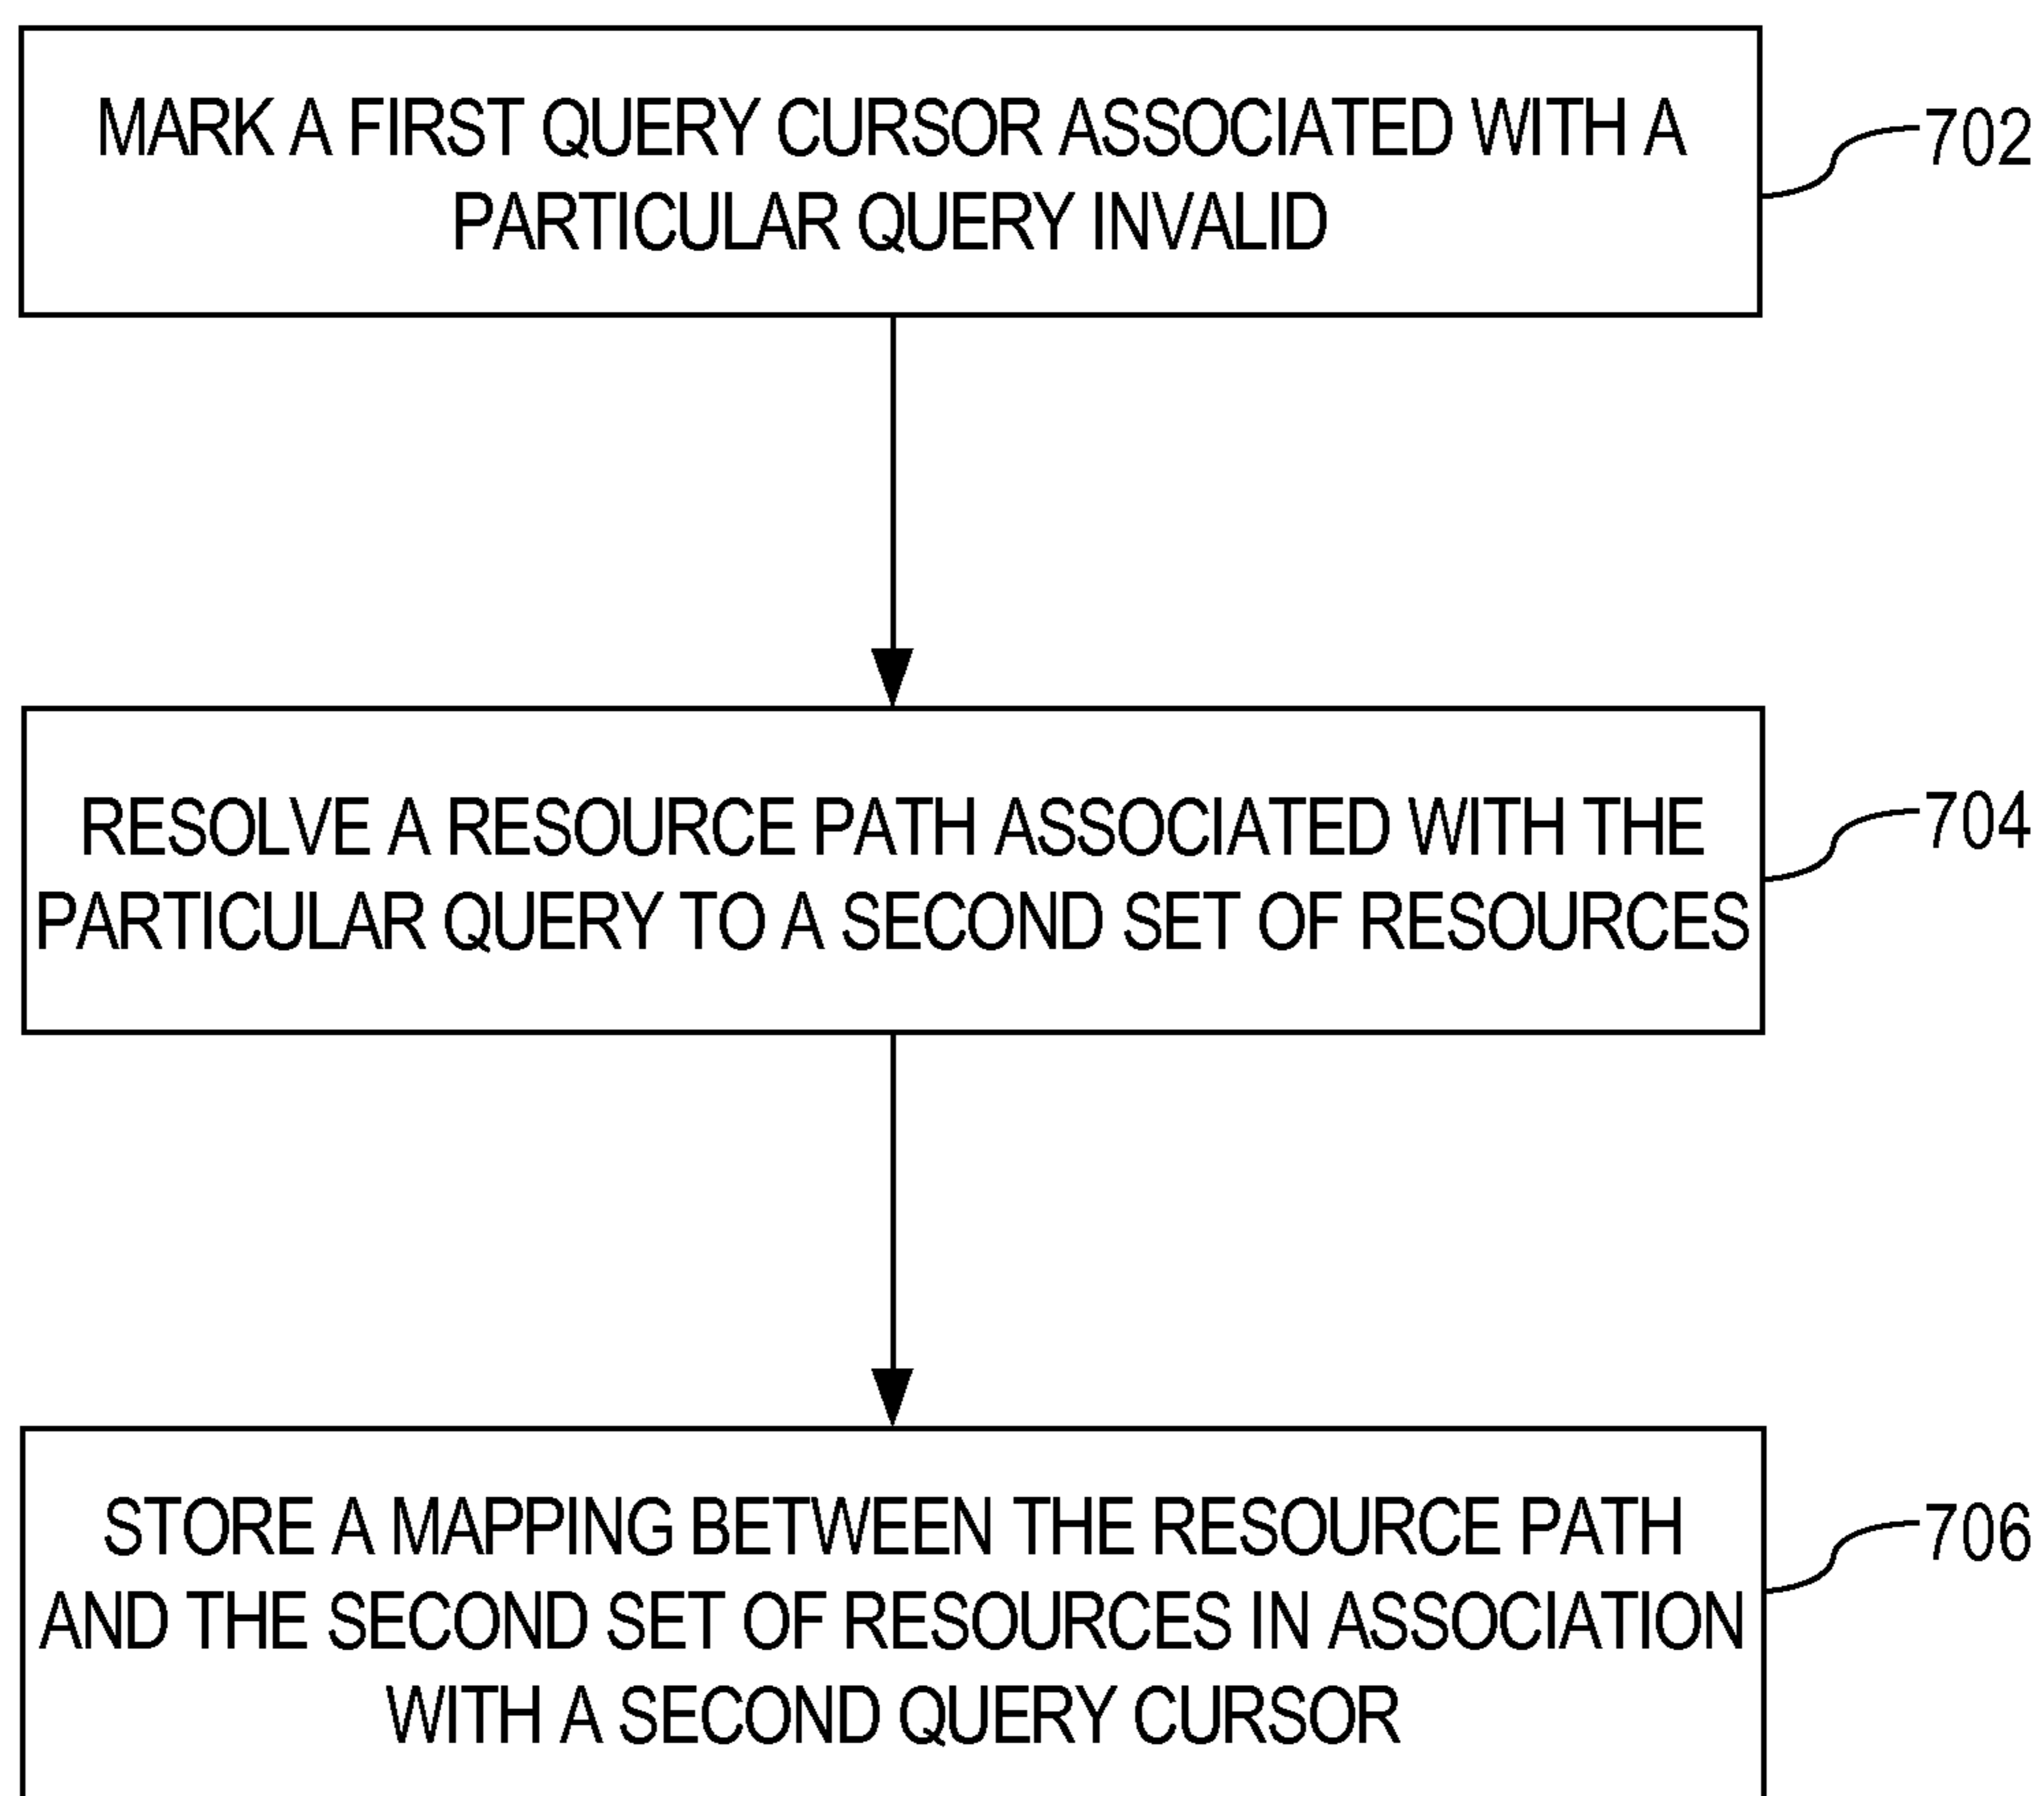 MARK A FIRST QUERY CURSOR ASSOCIATED WITH A
PARTICULAR QUERY INVALID
702
RESOLVE A RESOURCE PATH ASSOCIATED WITH THE
PARTICULAR QUERY TO A SECOND SET OF RESOURCES
704
STORE A MAPPING BETWEEN THE RESOURCE PATH
AND THE SECOND SET OF RESOURCES IN ASSOCIATION
WITH A SECOND QUERY CURSOR
706